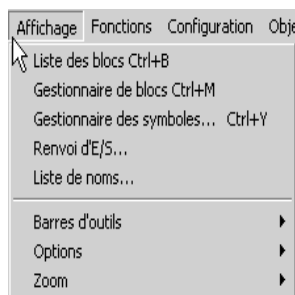 Affichage Fonctions Configuration Obje
Liste des blocs Ctrl+B
Gestionnaire de blocs Ctrl+M
Gestionnaire des symboles... Ctrl+Y
Renvoi d'E/S...
Liste de noms...
Barres d'outils
Options
Zoom